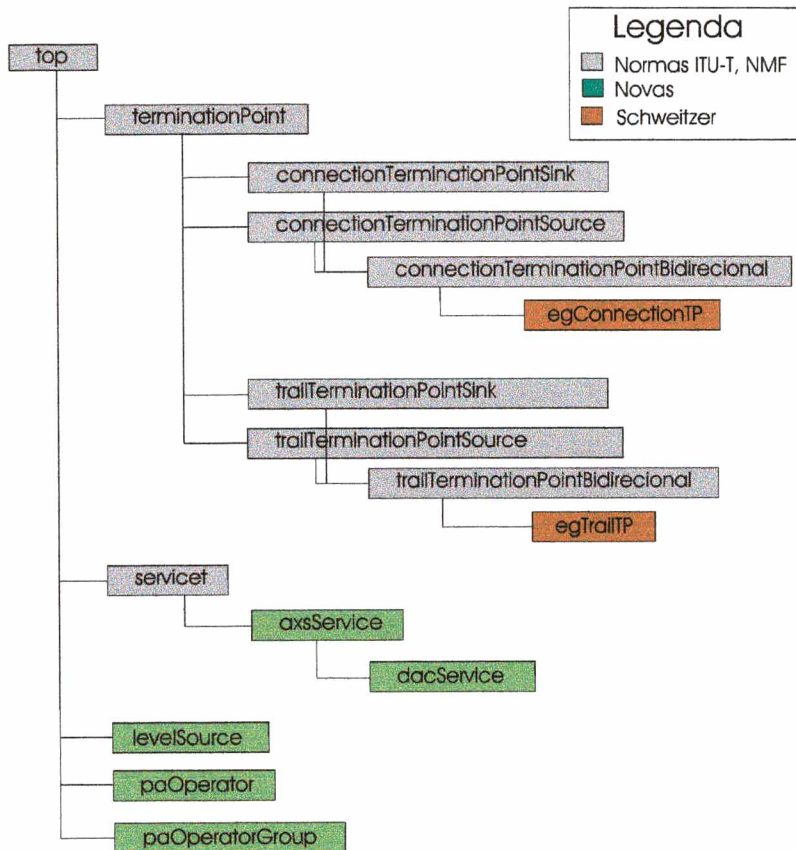 Legenda
Normas ITU-T, NMF
Novas
Schweitzer
top
terminationPoint
connectionTerminationPointSink
connectionTerminationPointSource
connectionTerminationPointBidirecional
egConnectionTP
trailTerminationPointSink
trailTerminationPointSource
trailTerminationPointBidirecional
egTrailTP
servicet
axsService
dacService
levelSource
paOperator
paOperatorGroup